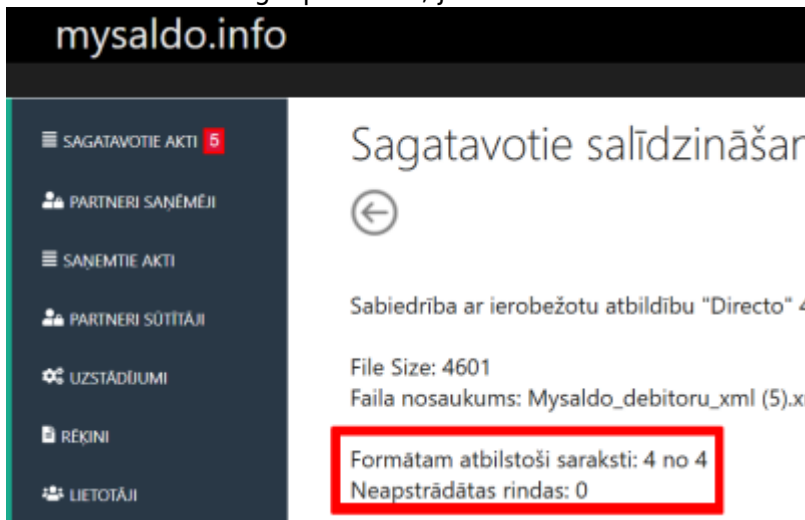 mysaldo.info
SAGATAVOTIE AKTI 5
PARTNERI SAŅĒMĒJI
SAŅEMTIE AKTI
PARTNERI SŪTĪTĀJI
UZSTĀDĪJUMI
RĒĶINI
LIETOTĀJI
Sagatavotie
Sabiedrība ar ierobežotu atbildību "Directo"
File Size: 4601
Faila nosaukums: Mysaldo_debitoru_xml (5).x
Formātam atbilstoši saraksti: 4 no 4
Neapstrādātas rindas: 0